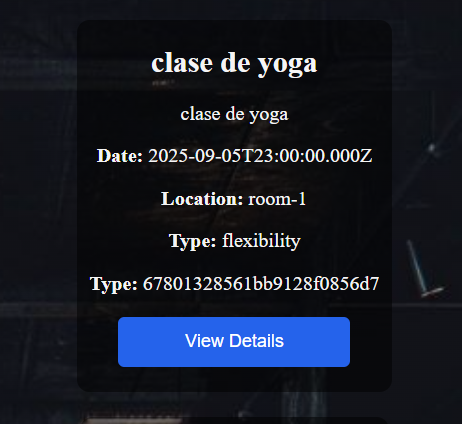 clase de yoga
clase de yoga
Date: 2025-09-05T23:00:00.000Z
Location: room-1
Type: flexibility
Type: 67801328561bb9128f0856d7
View Details